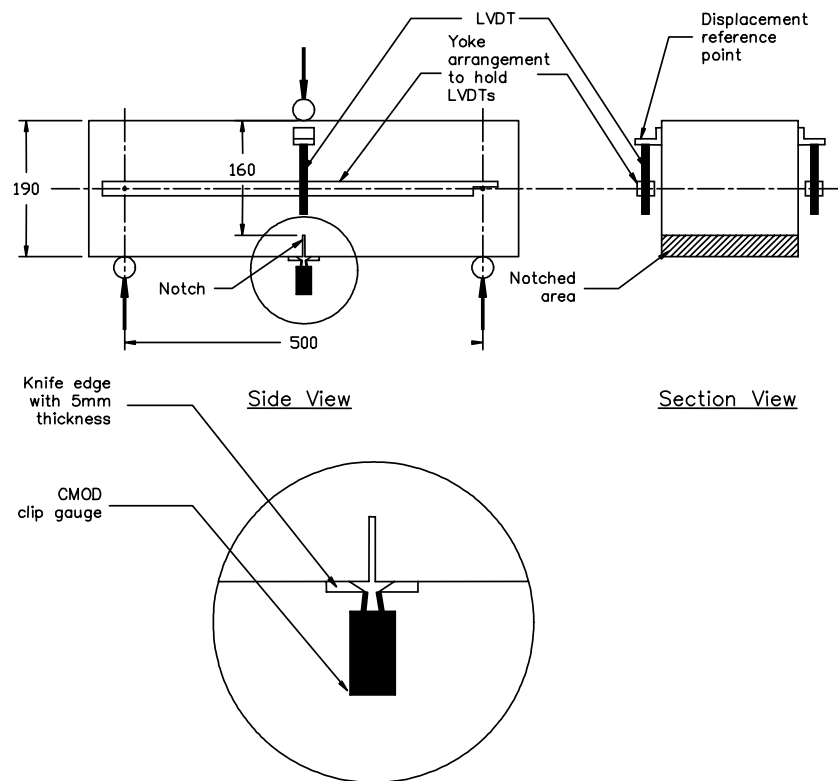 LVDT
Yoke
arrangement
to hold
LVDTs
Displacement
reference
point
190
160
Notch
500
Notched
area
Knife edge
with 5mm
thickness
Side View
Section View
CMOD
clip gauge